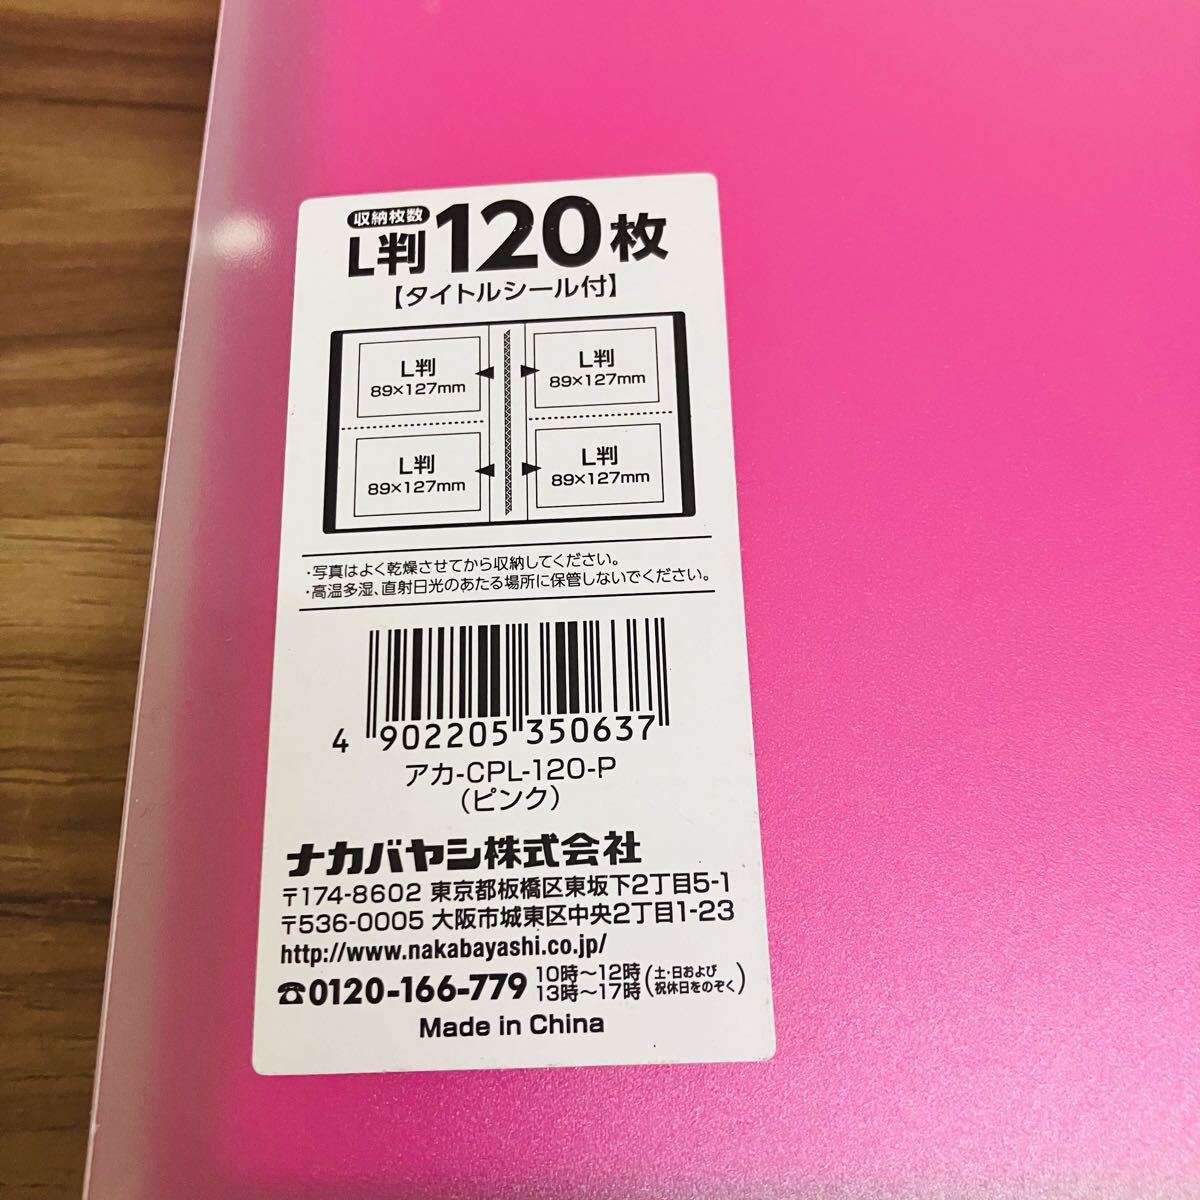 収納枚数
L判120枚
【タイトルシール付】
L判
89×127mm
L判
89×127mm
L判
89×127mm
L判
89×127mm
・写真はよく乾燥させてから収納してください。
・高温多湿、直射日光のあたる場所に保管しないでください。
4 902205 350637
アカ-CPL-120-P
（ピンク）
ナカバヤシ株式会社
〒174-8602 東京都板橋区東坂下2丁目5-1
〒536-0005 大阪市城東区中央2丁目1-23
http://www.nakabayashi.co.jp/
☎0120-166-779 10時～12時 13時～17時 (土・日および祝休日をのぞく)
Made in China